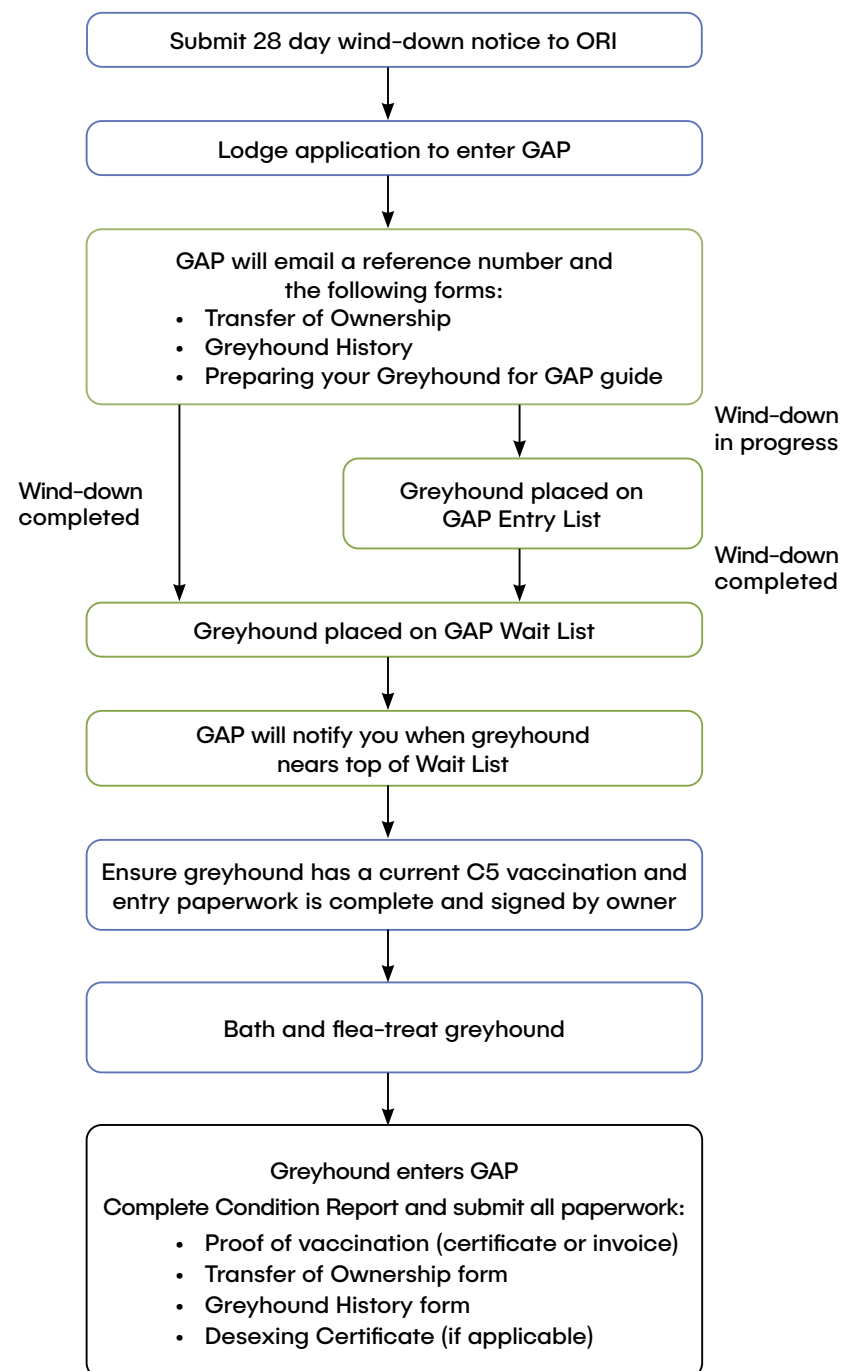 Submit 28 day wind-down notice to ORI
Lodge application to enter GAP
GAP will email a reference number and
the following forms:
• Transfer of Ownership
• Greyhound History
• Preparing your Greyhound for GAP guide
Wind-down
in progress
Wind-down
completed
Greyhound placed on
GAP Entry List
Wind-down
completed
Greyhound placed on GAP Wait List
GAP will notify you when greyhound
nears top of Wait List
Ensure greyhound has a current C5 vaccination and
entry paperwork is complete and signed by owner
Bath and flea-treat greyhound
Greyhound enters GAP
Complete Condition Report and submit all paperwork:
• Proof of vaccination (certificate or invoice)
• Transfer of Ownership form
• Greyhound History form
• Desexing Certificate (if applicable)